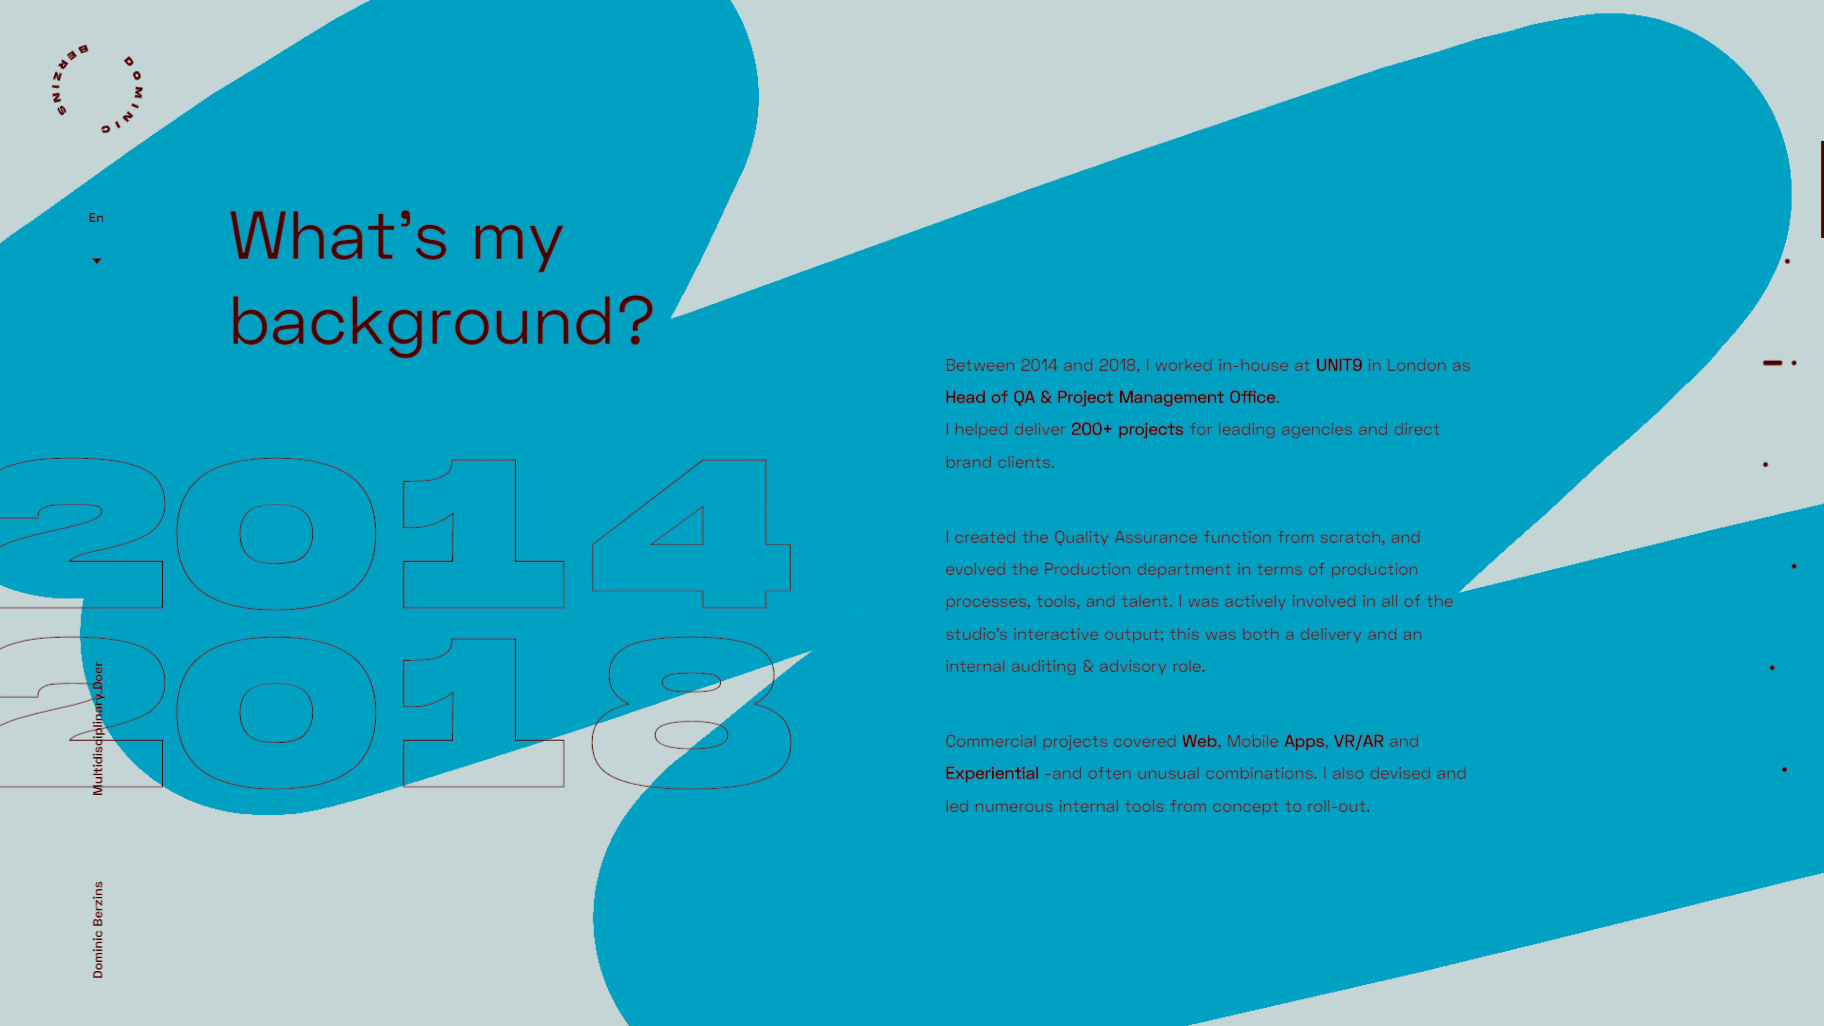 DOMINIC BERZINS
En
What's my
background?
2014
2018
Between 2014 and 2018, I worked in-house at UNIT9 in London as
Head of QA & Project Management Office.
I helped deliver 200+ projects for leading agencies and direct
brand clients.
I created the Quality Assurance function from scratch, and
evolved the Production department in terms of production
processes, tools, and talent. I was actively involved in all of the
studio's interactive output; this was both a delivery and an
internal auditing & advisory role.
Commercial projects covered Web, Mobile Apps, VR/AR and
Experiential -and often unusual combinations. I also devised and
led numerous internal tools from concept to roll-out.
Multidisciplinary Doer
Dominic Berzins